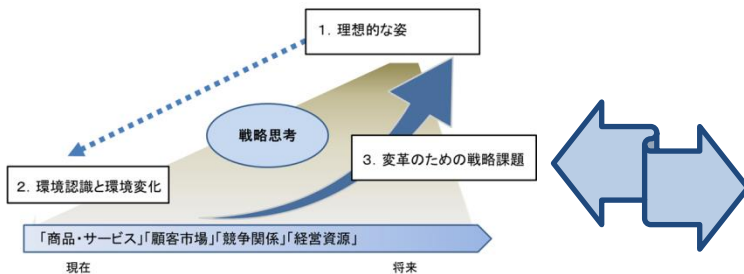 1．理想的な姿
戦略思考
3．変革のための戦略課題
2．環境認識と環境変化
「商品・サービス」「顧客市場」「競争関係」「経営資源」
現在
将来